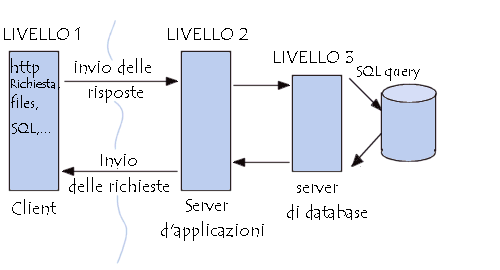 LIVELLO 1
LIVELLO 2
LIVELLO 3
http
Richiesta,
files,
SQL,...
invio delle
risposte
SQL query
Invio
delle richieste
Client
Server
d'applicazioni
server
di database